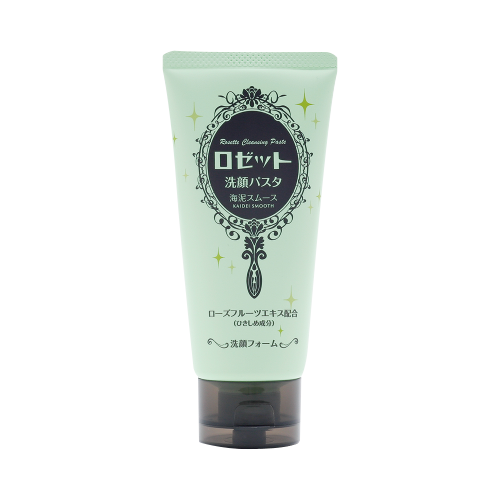 Rosette Cleansing Paste
ロゼット
洗顔パスタ
海泥スムース
KAIDEI SMOOTH
ローズフルーツエキス配合
(ひきしめ成分)
洗顔フォーム